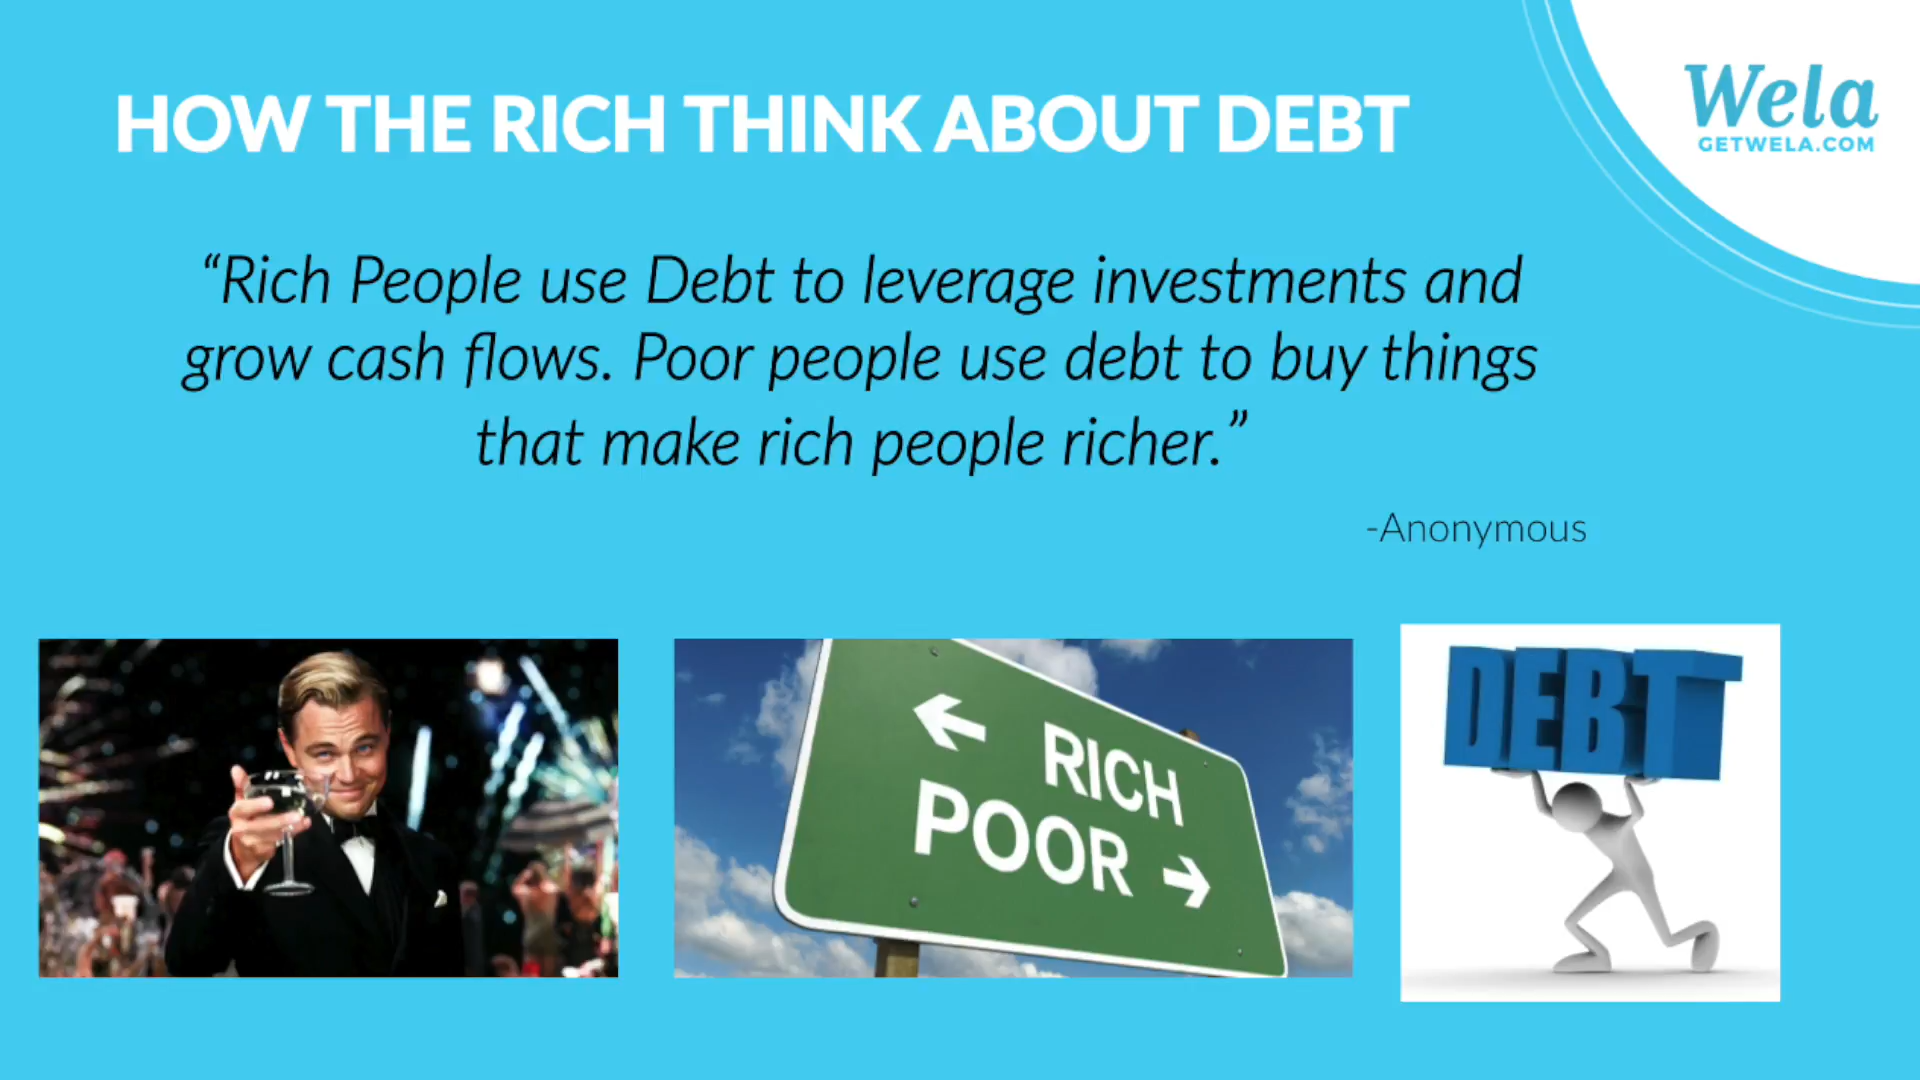 HOW THE RICH THINK ABOUT DEBT
Wela
GETWELA.COM
“Rich People use Debt to leverage investments and
grow cash flows. Poor people use debt to buy things
that make rich people richer.”
-Anonymous
← RICH
POOR →
DEBT